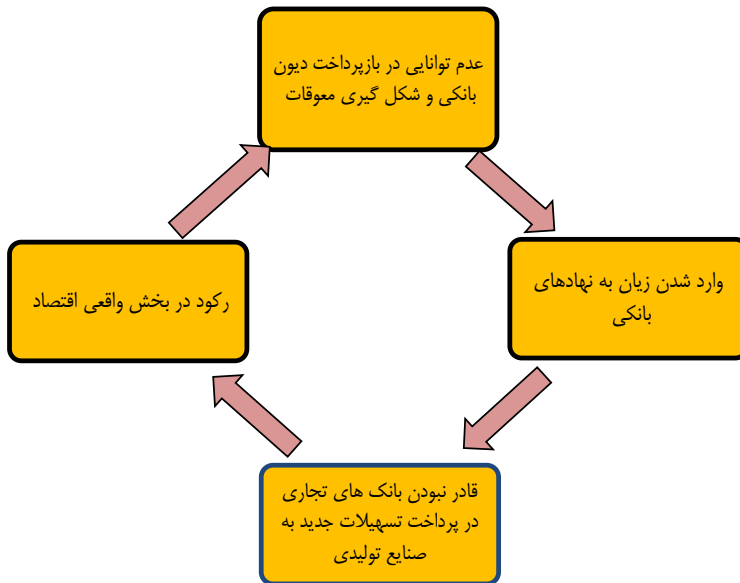 عدم توانایی در بازپرداخت دیون
بانکی و شکل گیری معوقات
وارد شدن زیان به نهادهای
بانکی
قادر نبودن بانک های تجاری
در پرداخت تسهیلات جدید به
صنایع تولیدی
رکود در بخش واقعی اقتصاد